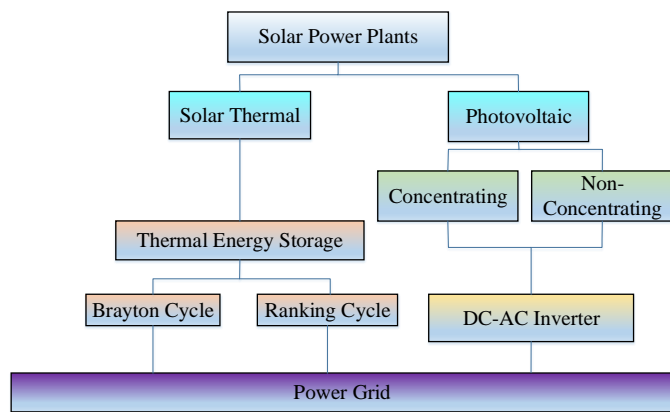 Solar Power Plants
Solar Thermal
Photovoltaic
Concentrating
Non-
Concentrating
Thermal Energy Storage
Brayton Cycle
Ranking Cycle
DC-AC Inverter
Power Grid